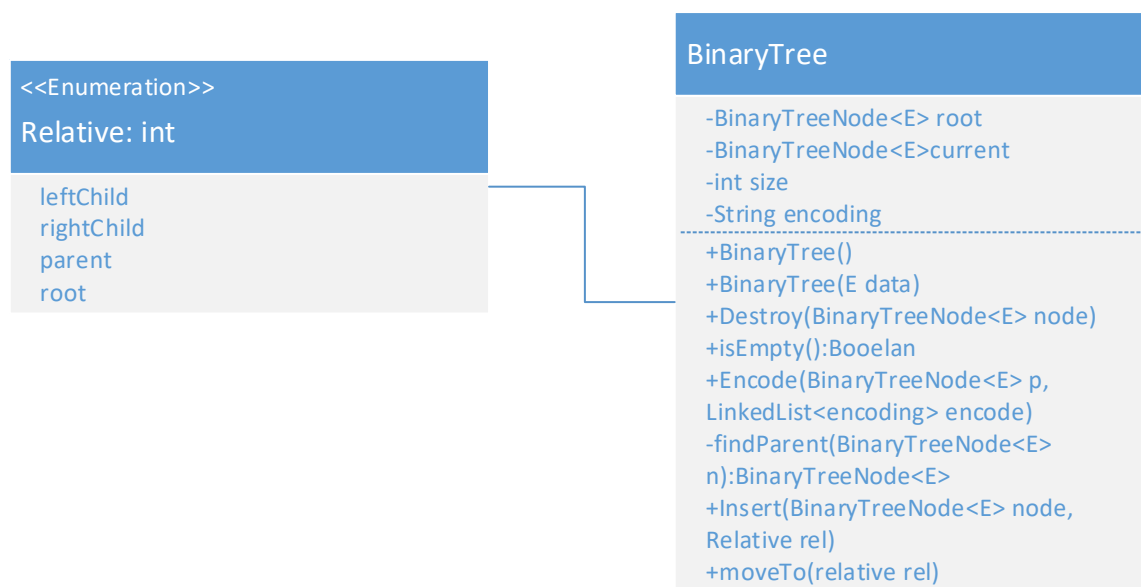 <<Enumeration>>
Relative: int
leftChild
rightChild
parent
root
BinaryTree
-BinaryTreeNode<E> root
-BinaryTreeNode<E>current
-int size
-String encoding
+BinaryTree()
+BinaryTree(E data)
+Destroy(BinaryTreeNode<E> node)
+isEmpty():Booelan
+Encode(BinaryTreeNode<E> p,
LinkedList<encoding> encode)
-findParent(BinaryTreeNode<E>
n):BinaryTreeNode<E>
+Insert(BinaryTreeNode<E> node,
Relative rel)
+moveTo(relative rel)